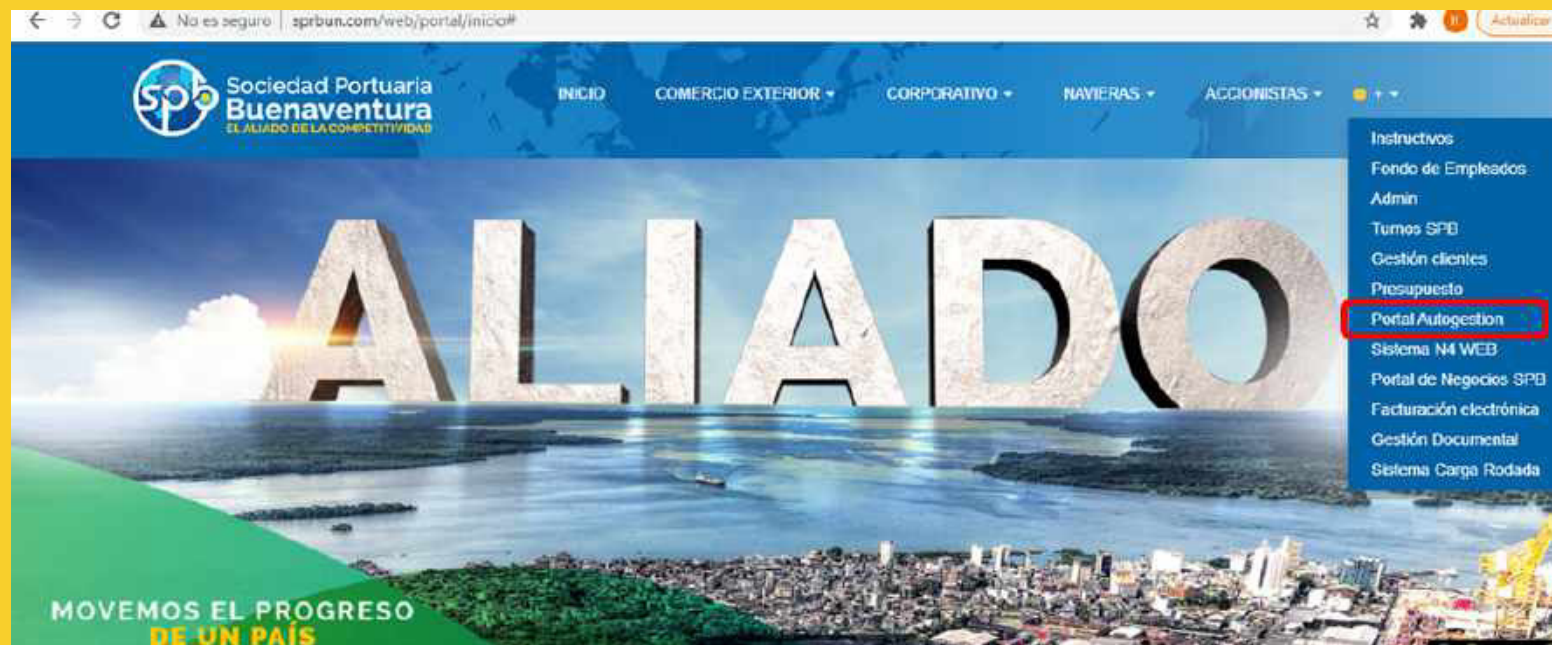 No es seguro | sprbun.com/web/portal/inicio#
Actualizar
Sociedad Portuaria
Buenaventura
EL ALIADO DE LA COMPETITIVIDAD
spb
INICIO
COMERCIO EXTERIOR
CORPORATIVO
NAVIERAS
ACCIONISTAS
+
Instructivos
Fondo de Empleados
Admin
Turnos SPB
Gestión clientes
Presupuesto
Portal Autogestion
Sistema N4 WEB
Portal de Negocios SPB
Facturación electrónica
Gestión Documental
Sistema Carga Rodada
ALIADO
MOVEMOS EL PROGRESO
DE UN PAÍS